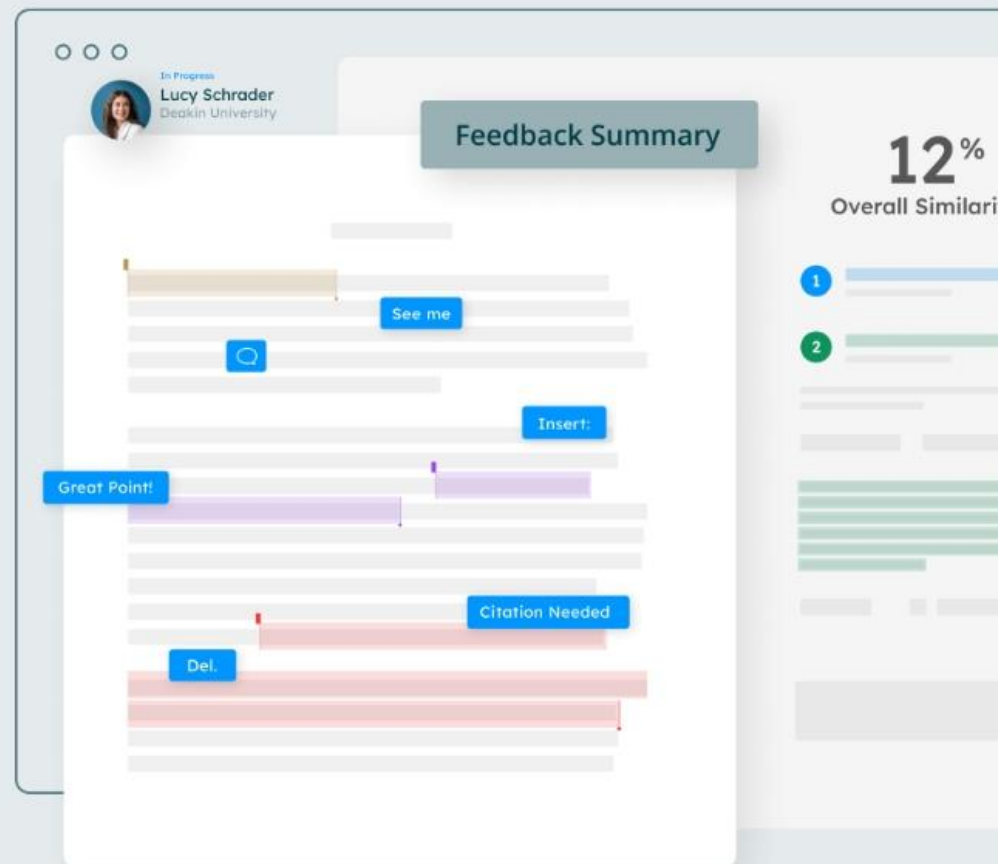 In Progress
Lucy Schrader
Deakin University
Feedback Summary
See me
Insert:
Great Point!
Citation Needed
Del.
12%
Overall Similari
1
2